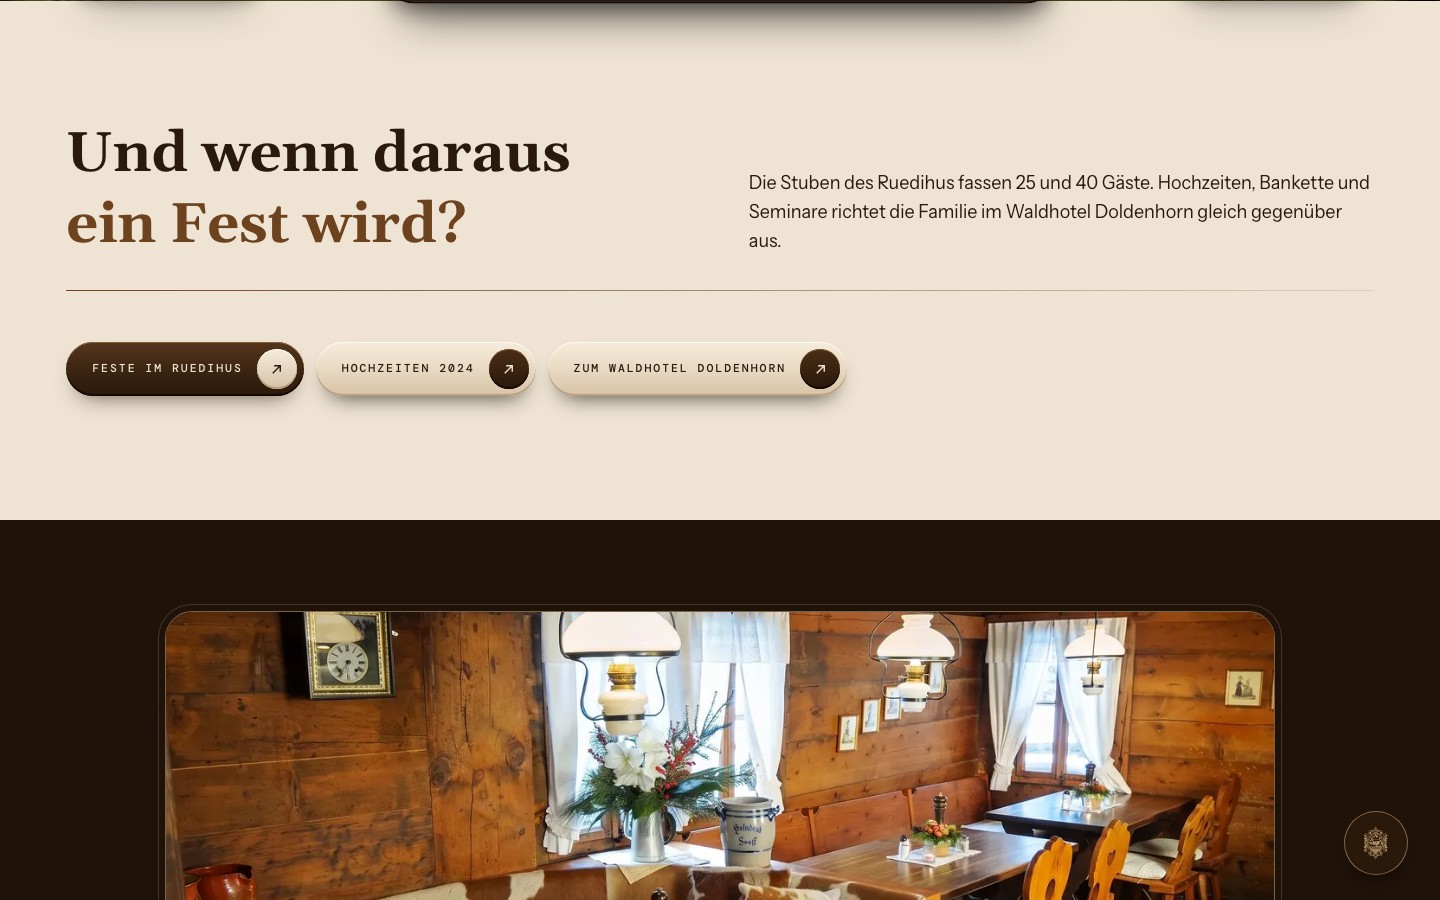 Und wenn daraus
ein Fest wird?
Die Stuben des Ruedihus fassen 25 und 40 Gäste. Hochzeiten, Bankette und
Seminare richtet die Familie im Waldhotel Doldenhorn gleich gegenüber
aus.
FESTE IM RUEDIHUS
HOCHZEITEN 2024
ZUM WALDHOTEL DOLDENHORN